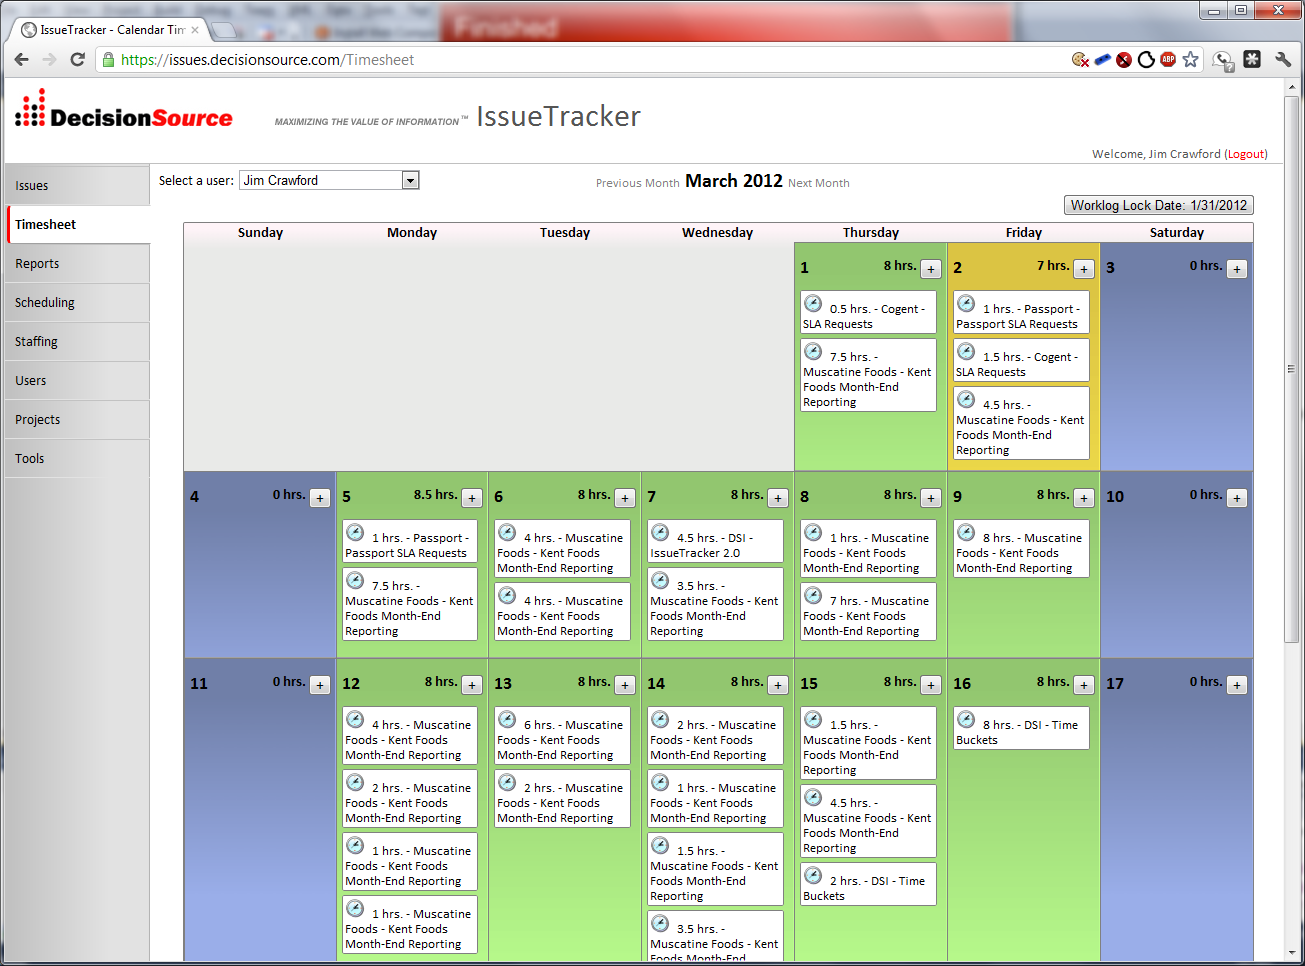 Finished
IssueTracker - Calendar Tim
https://issues.decisionsource.com/Timesheet
ABP
DecisionSource
MAXIMIZING THE VALUE OF INFORMATION™
IssueTracker
Welcome, Jim Crawford (Logout)
Issues
Timesheet
Reports
Scheduling
Staffing
Users
Projects
Tools
Select a user: Jim Crawford
Previous Month March 2012 Next Month
Worklog Lock Date: 1/31/2012
Sunday Monday Tuesday Wednesday Thursday Friday Saturday
1 8 hrs. +
0.5 hrs. - Cogent -
SLA Requests
7.5 hrs. -
Muscatine Foods - Kent
Foods Month-End
Reporting
2 7 hrs. +
1 hrs. - Passport -
Passport SLA Requests
1.5 hrs. - Cogent -
SLA Requests
4.5 hrs. -
Muscatine Foods - Kent
Foods Month-End
Reporting
3 0 hrs. +
4 0 hrs. +
5 8.5 hrs. +
1 hrs. - Passport -
Passport SLA Requests
7.5 hrs. -
Muscatine Foods - Kent
Foods Month-End
Reporting
6 8 hrs. +
4 hrs. - Muscatine
Foods - Kent Foods
Month-End Reporting
4 hrs. - Muscatine
Foods - Kent Foods
Month-End Reporting
7 8 hrs. +
4.5 hrs. - DSI -
IssueTracker 2.0
3.5 hrs. -
Muscatine Foods - Kent
Foods Month-End
Reporting
8 8 hrs. +
1 hrs. - Muscatine
Foods - Kent Foods
Month-End Reporting
7 hrs. - Muscatine
Foods - Kent Foods
Month-End Reporting
9 8 hrs. +
8 hrs. - Muscatine
Foods - Kent Foods
Month-End Reporting
10 0 hrs. +
11 0 hrs. +
12 8 hrs. +
4 hrs. - Muscatine
Foods - Kent Foods
Month-End Reporting
2 hrs. - Muscatine
Foods - Kent Foods
Month-End Reporting
1 hrs. - Muscatine
Foods - Kent Foods
Month-End Reporting
1 hrs. - Muscatine
Foods - Kent Foods
Month-End Reporting
13 8 hrs. +
6 hrs. - Muscatine
Foods - Kent Foods
Month-End Reporting
2 hrs. - Muscatine
Foods - Kent Foods
Month-End Reporting
14 8 hrs. +
2 hrs. - Muscatine
Foods - Kent Foods
Month-End Reporting
1 hrs. - Muscatine
Foods - Kent Foods
Month-End Reporting
1.5 hrs. -
Muscatine Foods - Kent
Foods Month-End
Reporting
3.5 hrs. -
Muscatine Foods - Kent
Foods Month-End
15 8 hrs. +
1.5 hrs. -
Muscatine Foods - Kent
Foods Month-End
Reporting
4.5 hrs. -
Muscatine Foods - Kent
Foods Month-End
Reporting
2 hrs. - DSI - Time
Buckets
16 8 hrs. +
8 hrs. - DSI - Time
Buckets
17 0 hrs. +